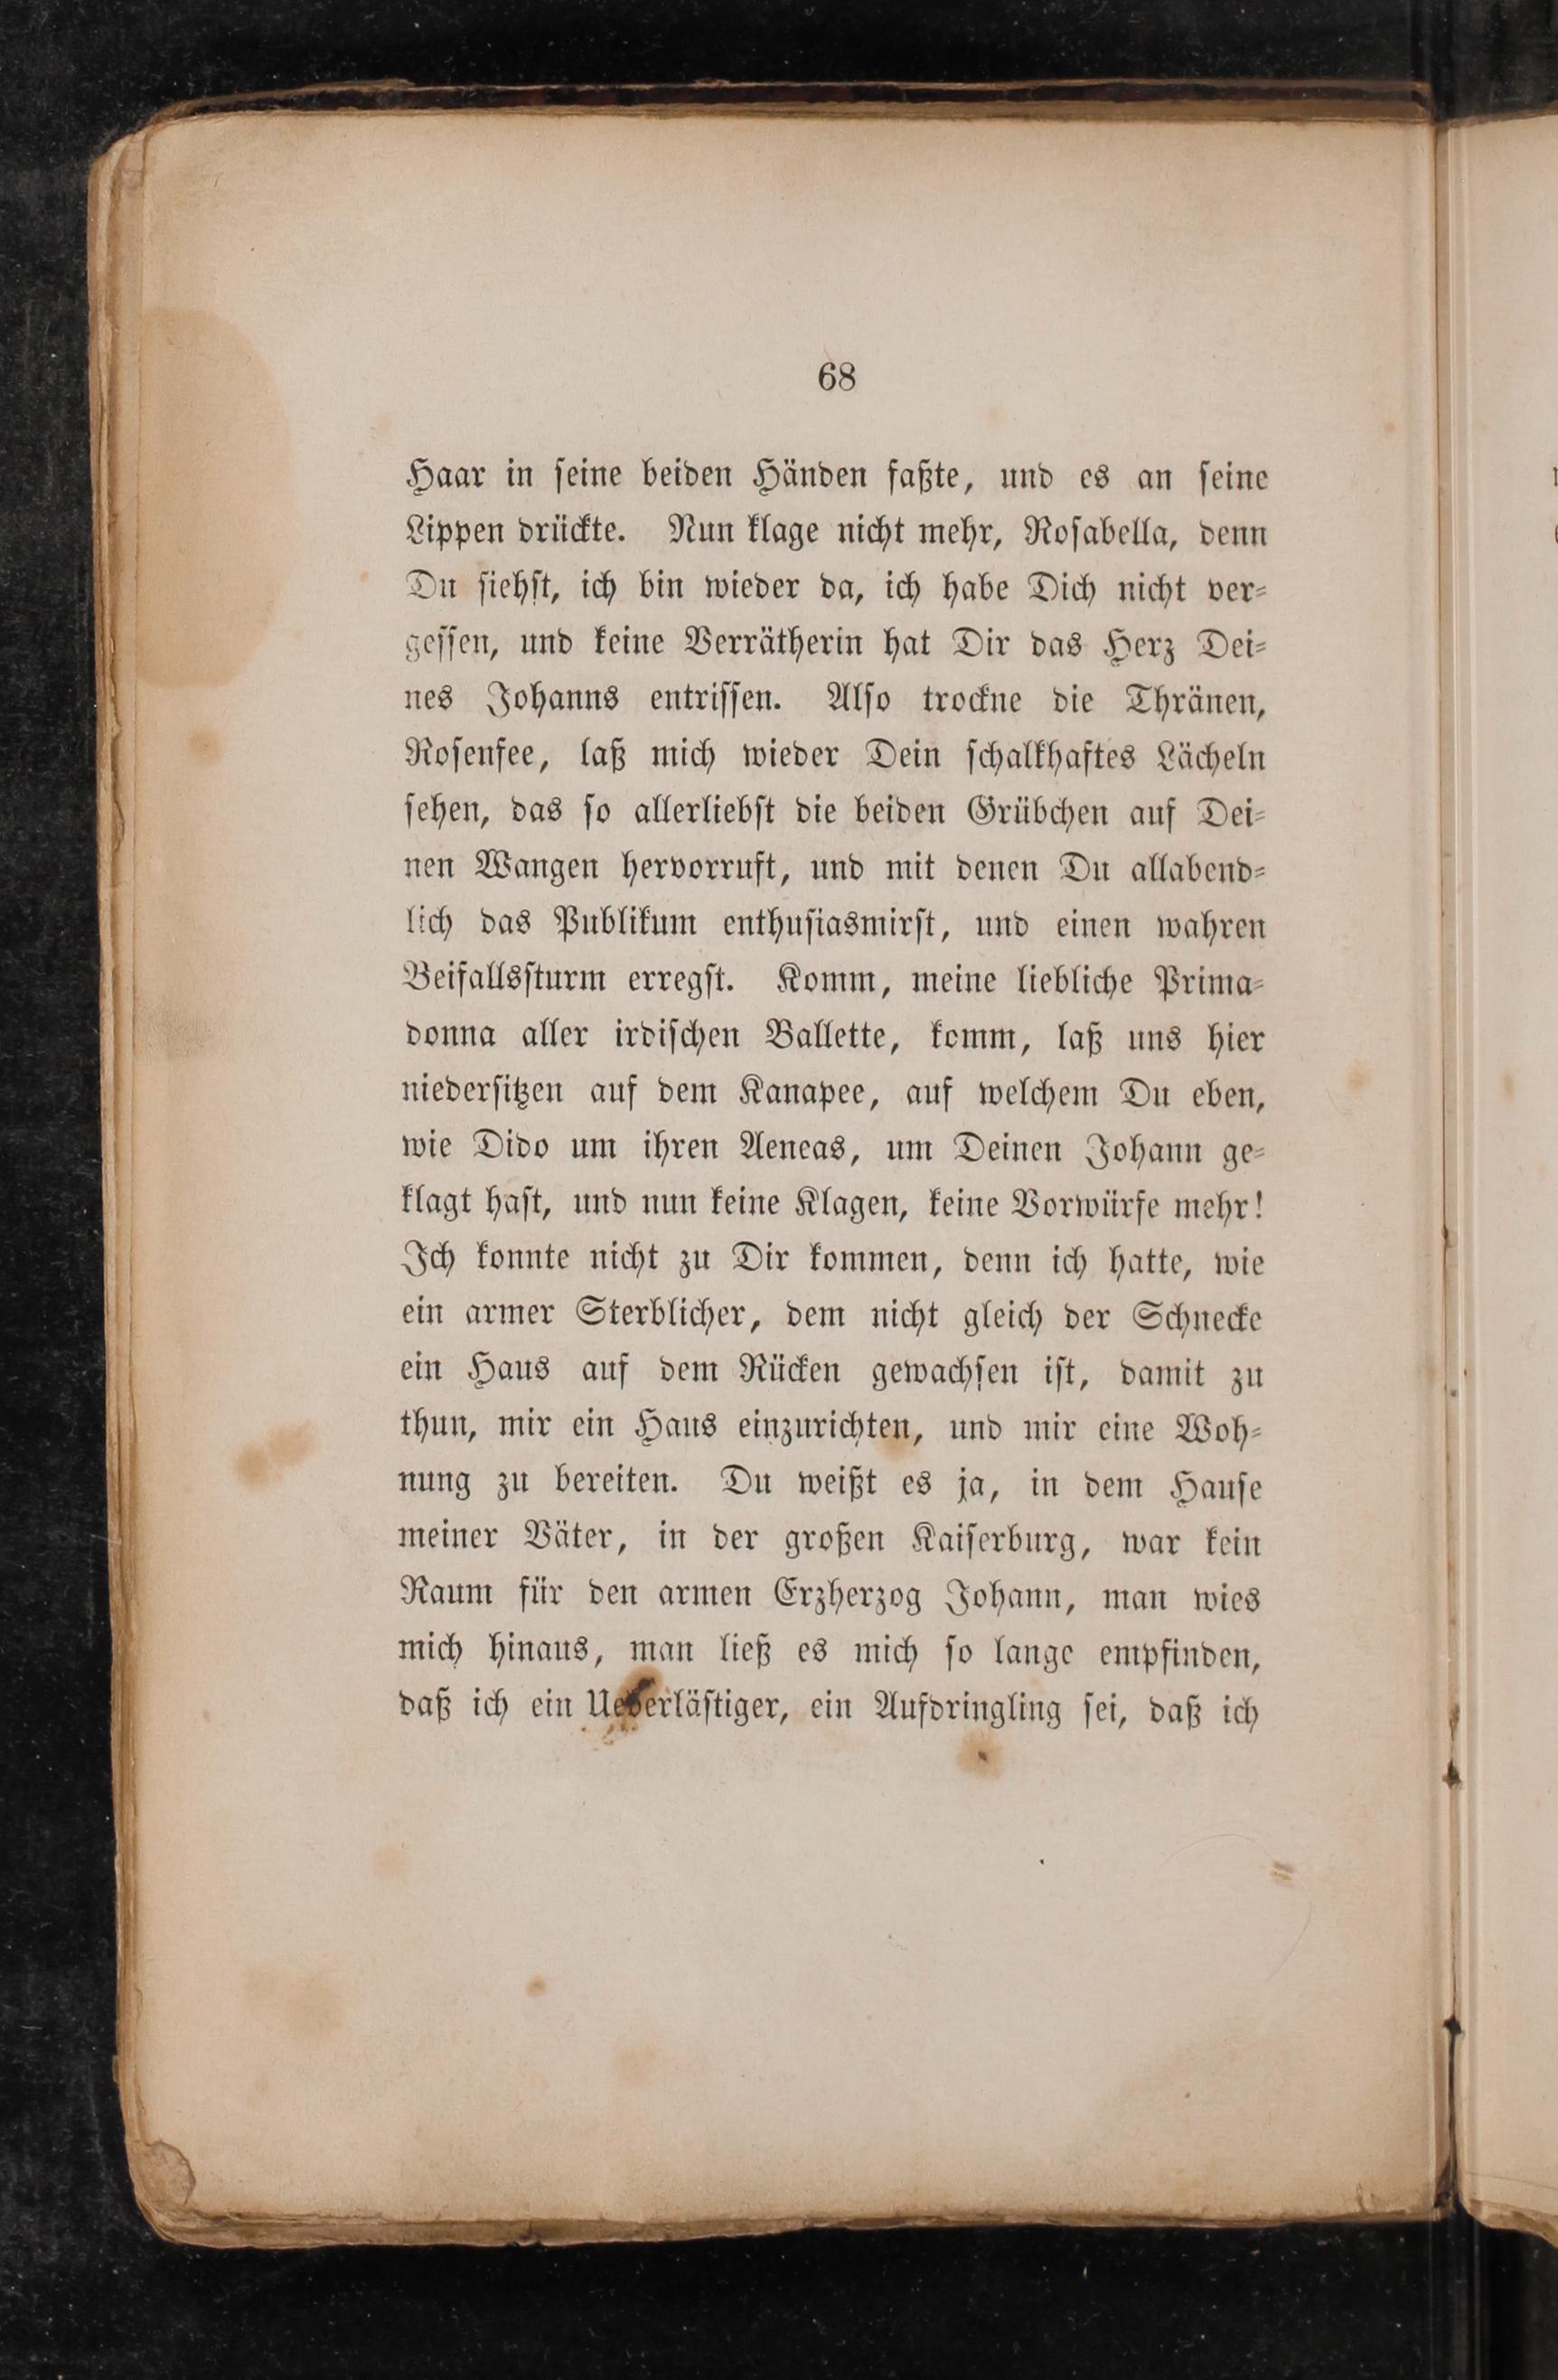 68
Haar in seine beiden Händen faßte, und es an seine
Lippen drückte. Nun klage nicht mehr, Rosabella, denn
Du siehst, ich bin wieder da, ich habe Dich nicht ver-
gessen, und keine Verrätherin hat Dir das Herz Dei-
nes Johanns entrissen. Also trockne die Thränen,
Rosenfee, laß mich wieder Dein schalkhaftes Lächeln
sehen, das so allerliebst die beiden Grübchen auf Dei-
nen Wangen hervorruft, und mit denen Du allabend-
lich das Publikum enthusiasmirst, und einen wahren
Beifallssturm erregst. Komm, meine liebliche Prima-
donna aller irdischen Ballette, komm, laß uns hier
niedersitzen auf dem Kanapee, auf welchem Du eben,
wie Dido um ihren Aeneas, um Deinen Johann ge-
klagt hast, und nun keine Klagen, keine Vorwürfe mehr!
Ich konnte nicht zu Dir kommen, denn ich hatte, wie
ein armer Sterblicher, dem nicht gleich der Schnecke
ein Haus auf dem Rücken gewachsen ist, damit zu
thun, mir ein Haus einzurichten, und mir eine Woh-
nung zu bereiten. Du weißt es ja, in dem Hause
meiner Väter, in der großen Kaiserburg, war kein
Raum für den armen Erzherzog Johann, man wies
mich hinaus, man ließ es mich so lange empfinden,
daß ich ein Ueberlästiger, ein Aufdringling sei, daß ich